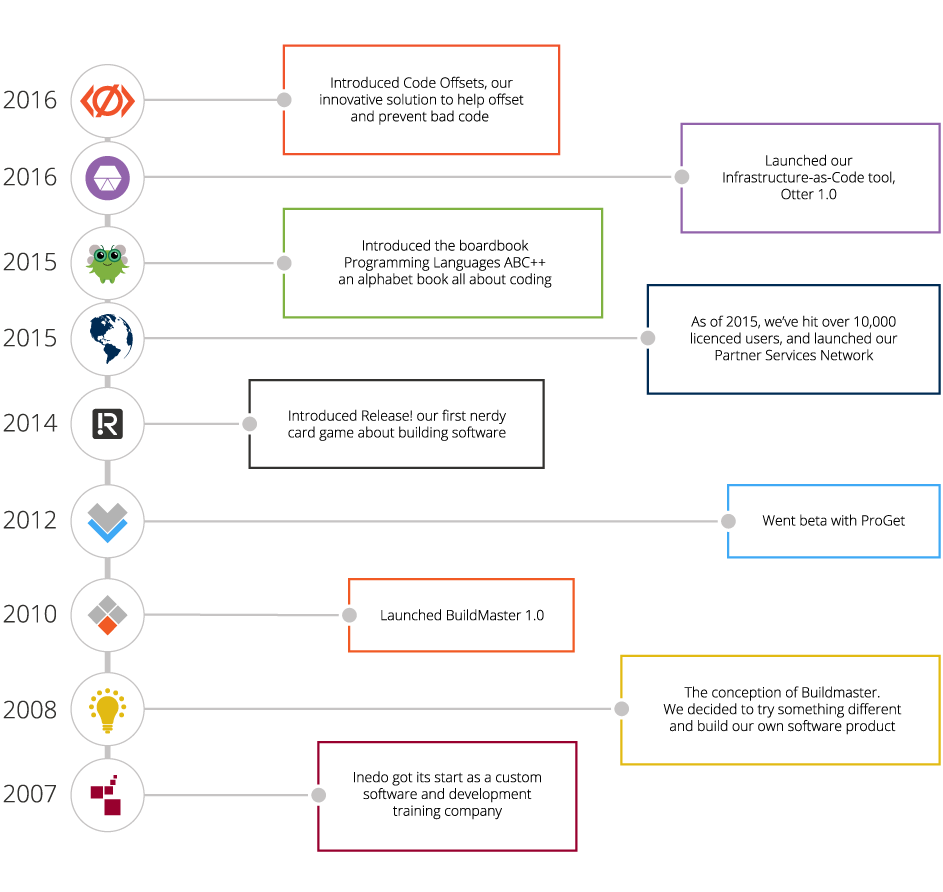 2016
Introduced Code Offsets, our
innovative solution to help offset
and prevent bad code
2016
Launched our
Infrastructure-as-Code tool,
Otter 1.0
2015
Introduced the boardbook
Programming Languages ABC++
an alphabet book all about coding
2015
As of 2015, we’ve hit over 10,000
licenced users, and launched our
Partner Services Network
2014
!R
Introduced Release! our first nerdy
card game about building software
2012
Went beta with ProGet
2010
Launched BuildMaster 1.0
2008
The conception of Buildmaster.
We decided to try something different
and build our own software product
2007
Inedo got its start as a custom
software and development
training company